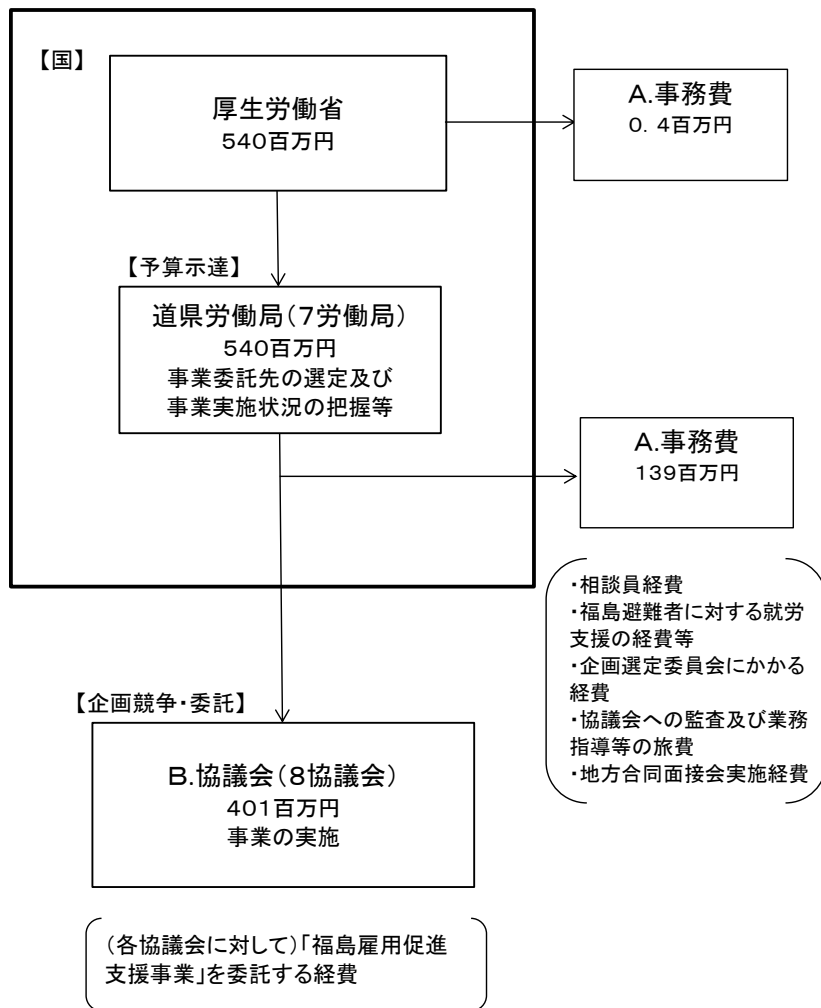 【国】
厚生労働省
540百万円
A.事務費
0.4百万円
【予算示達】
道県労働局(7労働局)
540百万円
事業委託先の選定及び
事業実施状況の把握等
A.事務費
139百万円
・相談員経費
・福島避難者に対する就労
支援の経費等
・企画選定委員会にかかる
経費
・協議会への監査及び業務
指導等の旅費
・地方合同面接会実施経費
【企画競争・委託】
B.協議会(8協議会)
401百万円
事業の実施
(各協議会に対して)「福島雇用促進
支援事業」を委託する経費